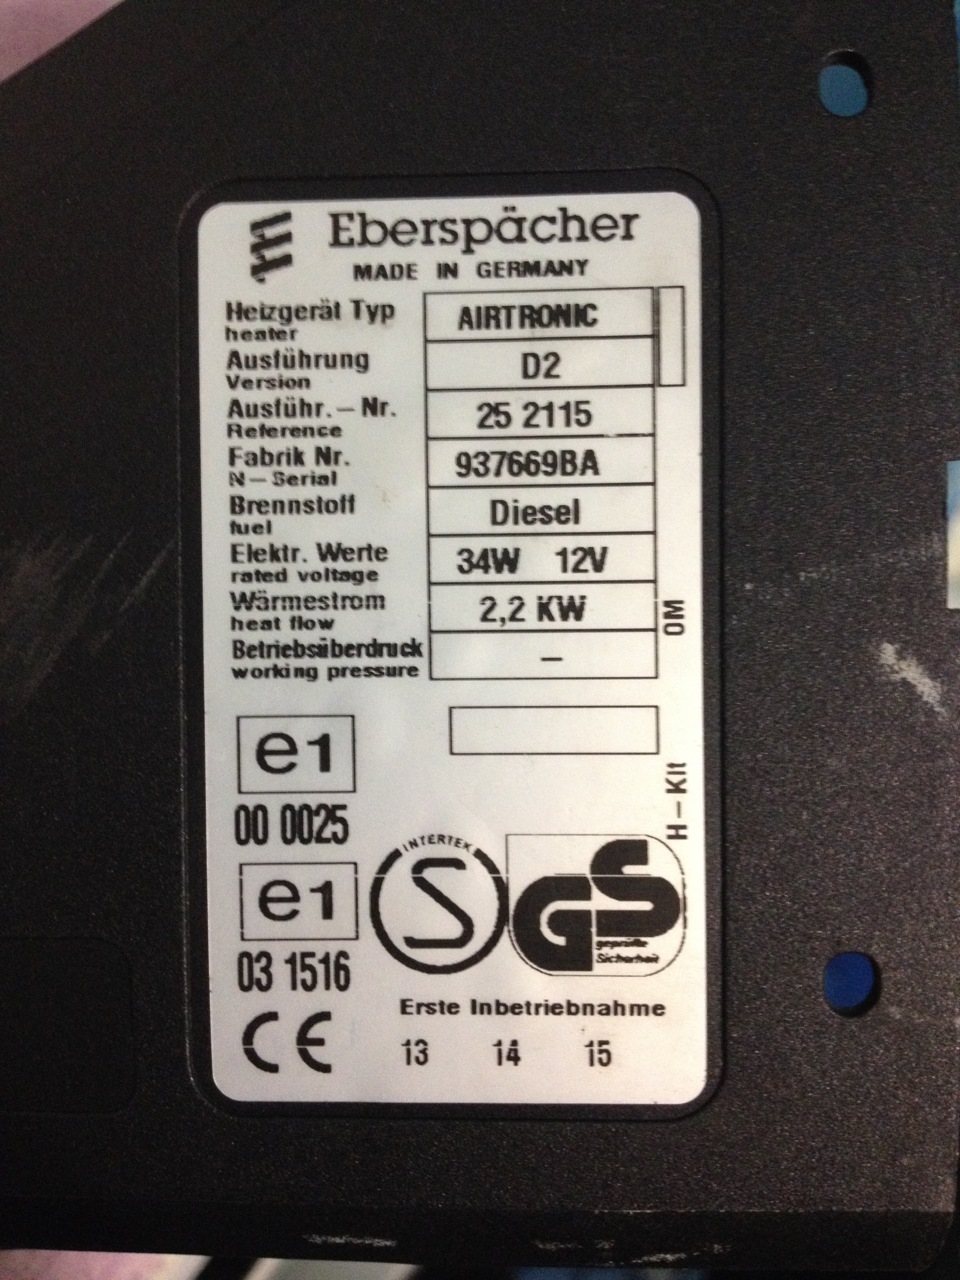 Eberspächer
MADE IN GERMANY
Heizgerät Typ AIRTRONIC
heater
Ausführung D2
Version
Ausführ.-Nr. 25 2115
Reference
Fabrik Nr. 937669BA
N-Serial
Brennstoff Diesel
fuel
Elektr. Werte 34W 12V
rated voltage
Wärmestrom 2,2 KW
heat flow
Betriebsüberdruck –
working pressure
OM
H-Kit
e1
00 0025
e1
03 1516
INTERTEK
S
GS
geprüfte
Sicherheit
CE
Erste Inbetriebnahme
13 14 15